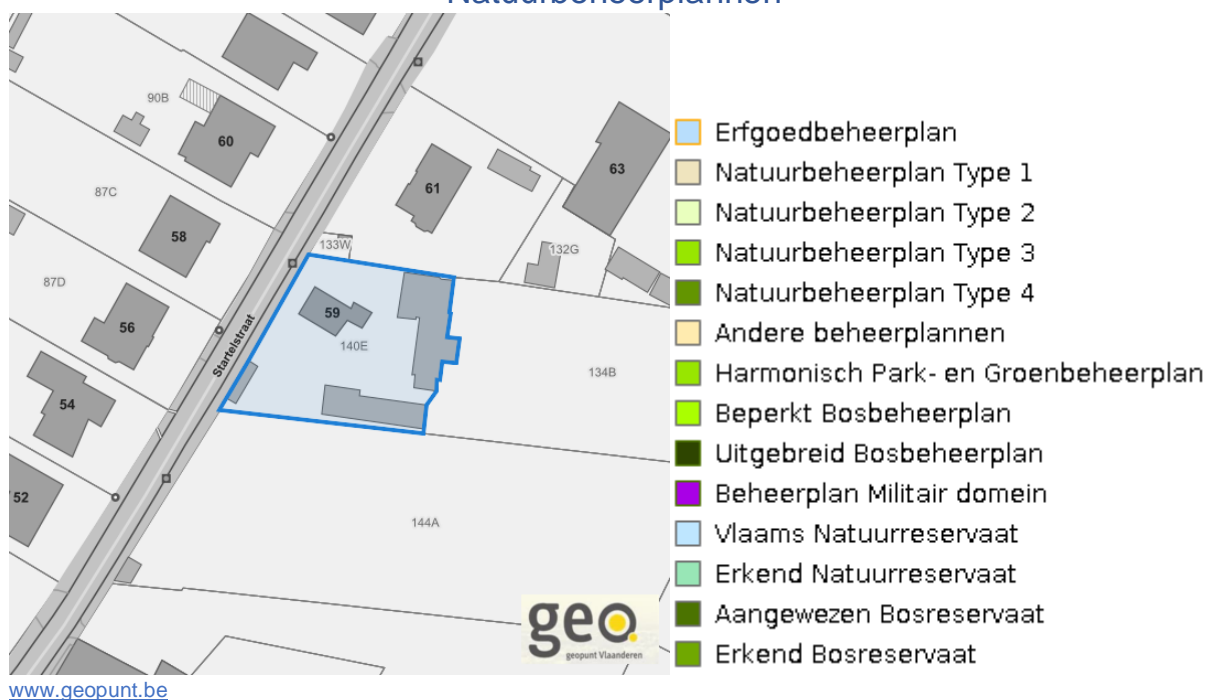 Natuurbeheerplannen
90B
60
63
61
87C
58
133W
132G
87D
59
56
Startelstraat
140E
134B
54
52
144A
geo.
geopunt Vlaanderen
Erfgoedbeheerplan
Natuurbeheerplan Type 1
Natuurbeheerplan Type 2
Natuurbeheerplan Type 3
Natuurbeheerplan Type 4
Andere beheerplannen
Harmonisch Park- en Groenbeheerplan
Beperkt Bosbeheerplan
Uitgebreid Bosbeheerplan
Beheerplan Militair domein
Vlaams Natuurreservaat
Erkend Natuurreservaat
Aangewezen Bosreservaat
Erkend Bosreservaat
www.geopunt.be